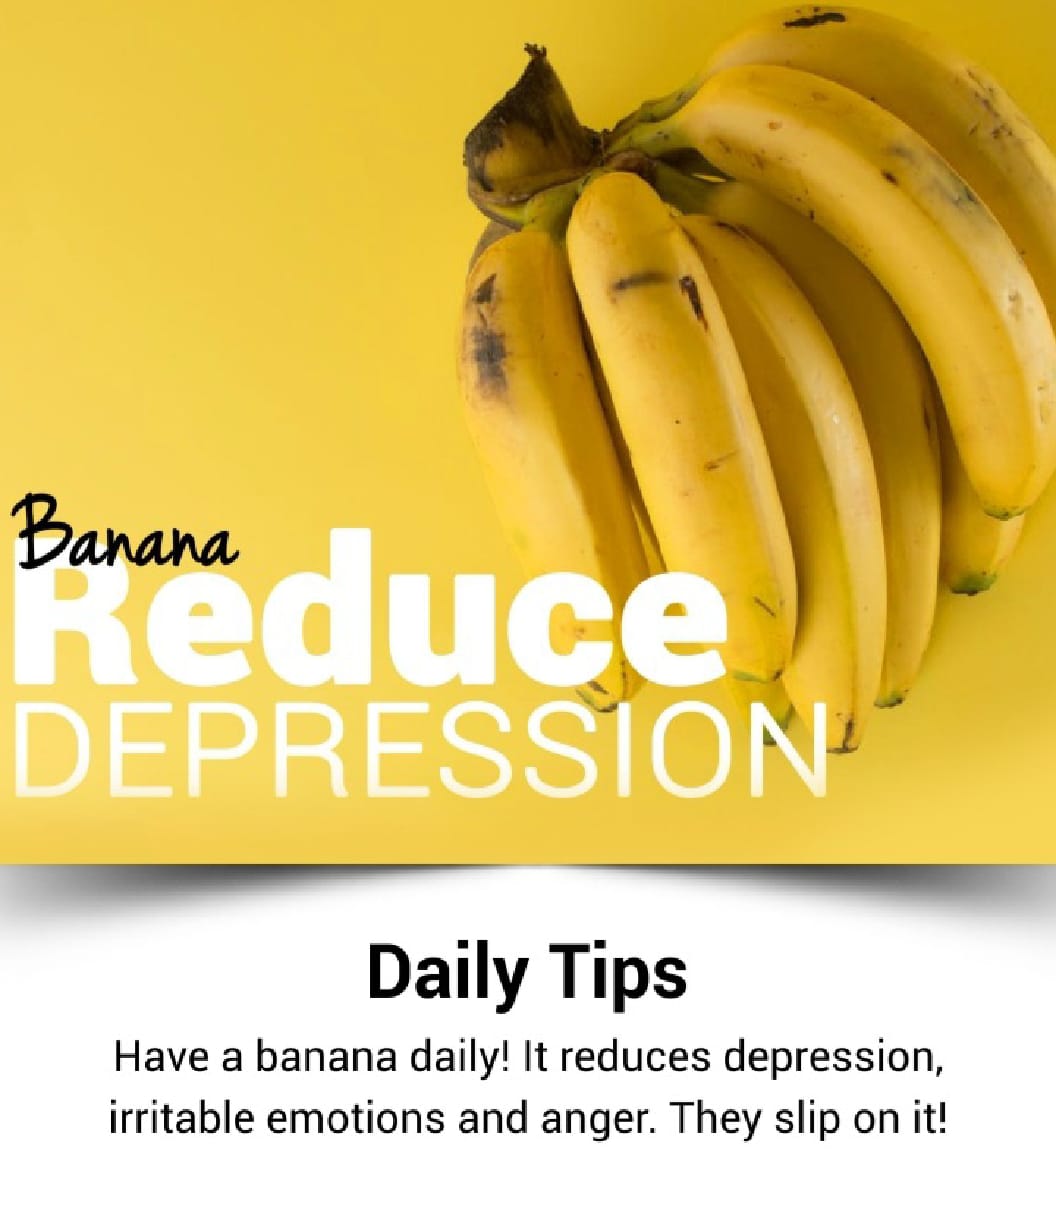 Banana
Reduce
DEPRESSION
Daily Tips
Have a banana daily! It reduces depression,
irritable emotions and anger. They slip on it!